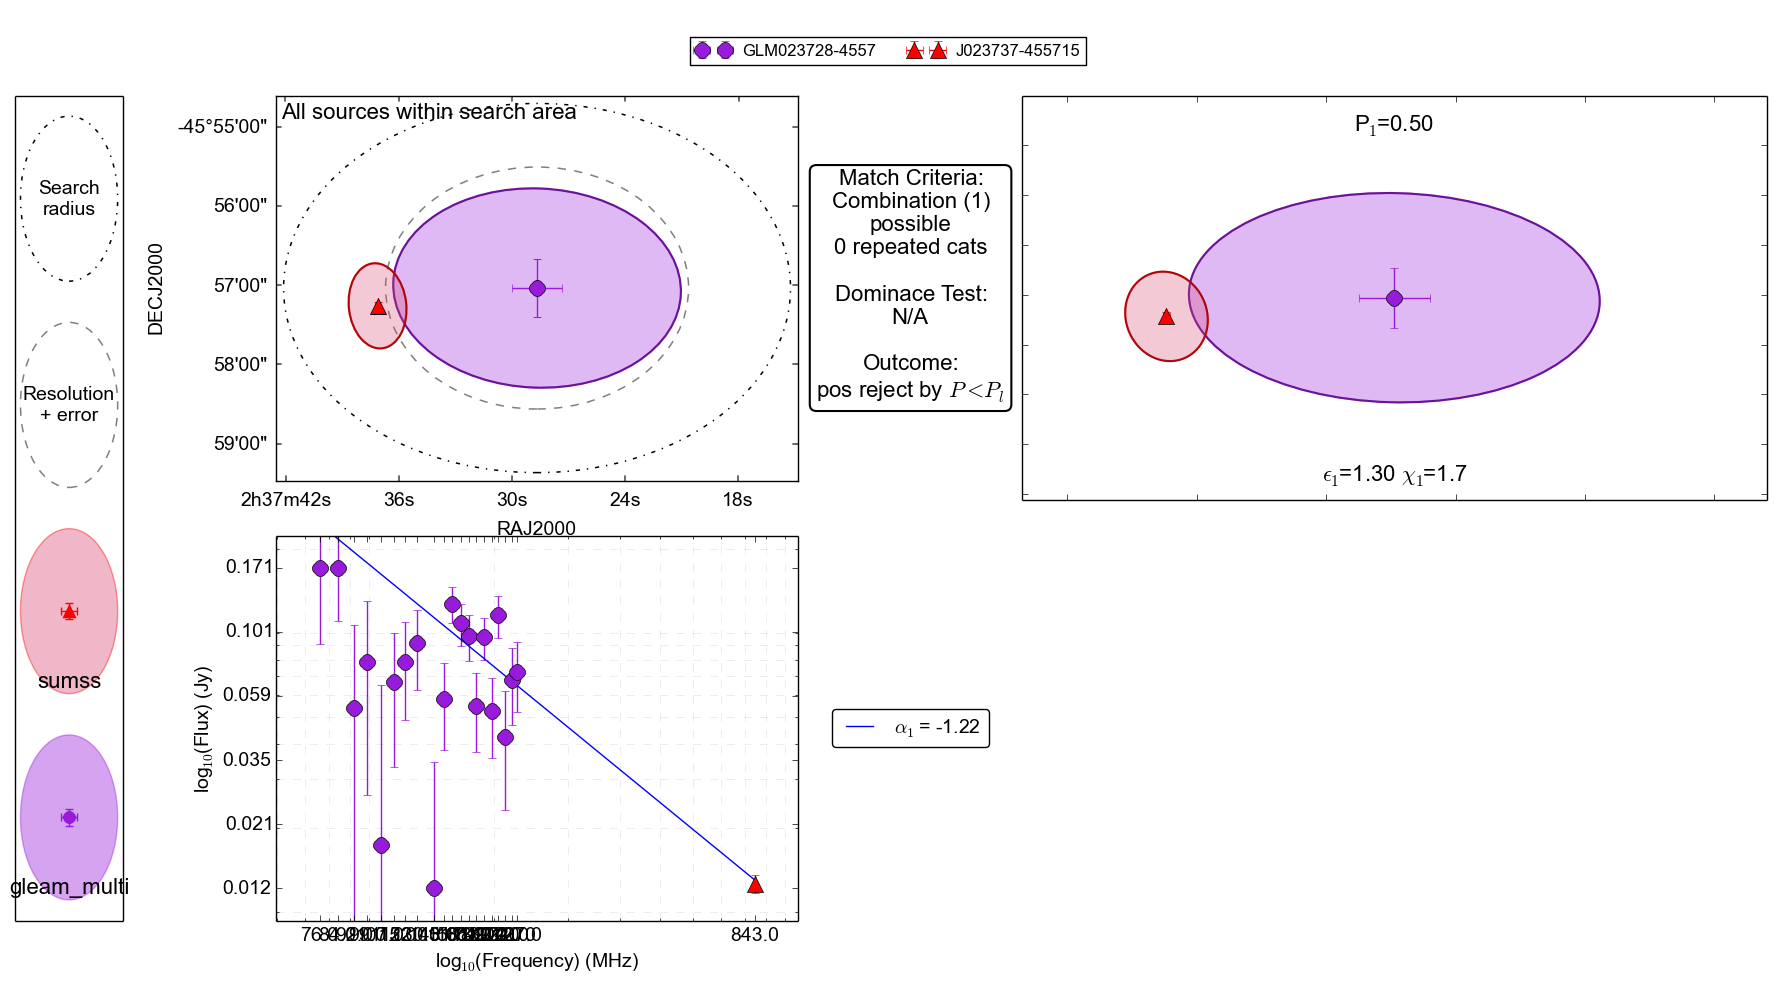 GLM023728-4557 J023737-455715
Search
radius
Resolution
+ error
sumss
gleam_multi
All sources within search area
-45°55'00"
56'00"
57'00"
58'00"
59'00"
DECJ2000
2h37m42s 36s 30s 24s 18s
RAJ2000
Match Criteria:
Combination (1)
possible
0 repeated cats
Dominace Test:
N/A
Outcome:
pos reject by P<P_l
P_1=0.50
ϵ_1=1.30 χ_1=1.7
0.171
0.101
0.059
0.035
0.021
0.012
log_10(Flux) (Jy)
843.0
log_10(Frequency) (MHz)
α_1 = -1.22